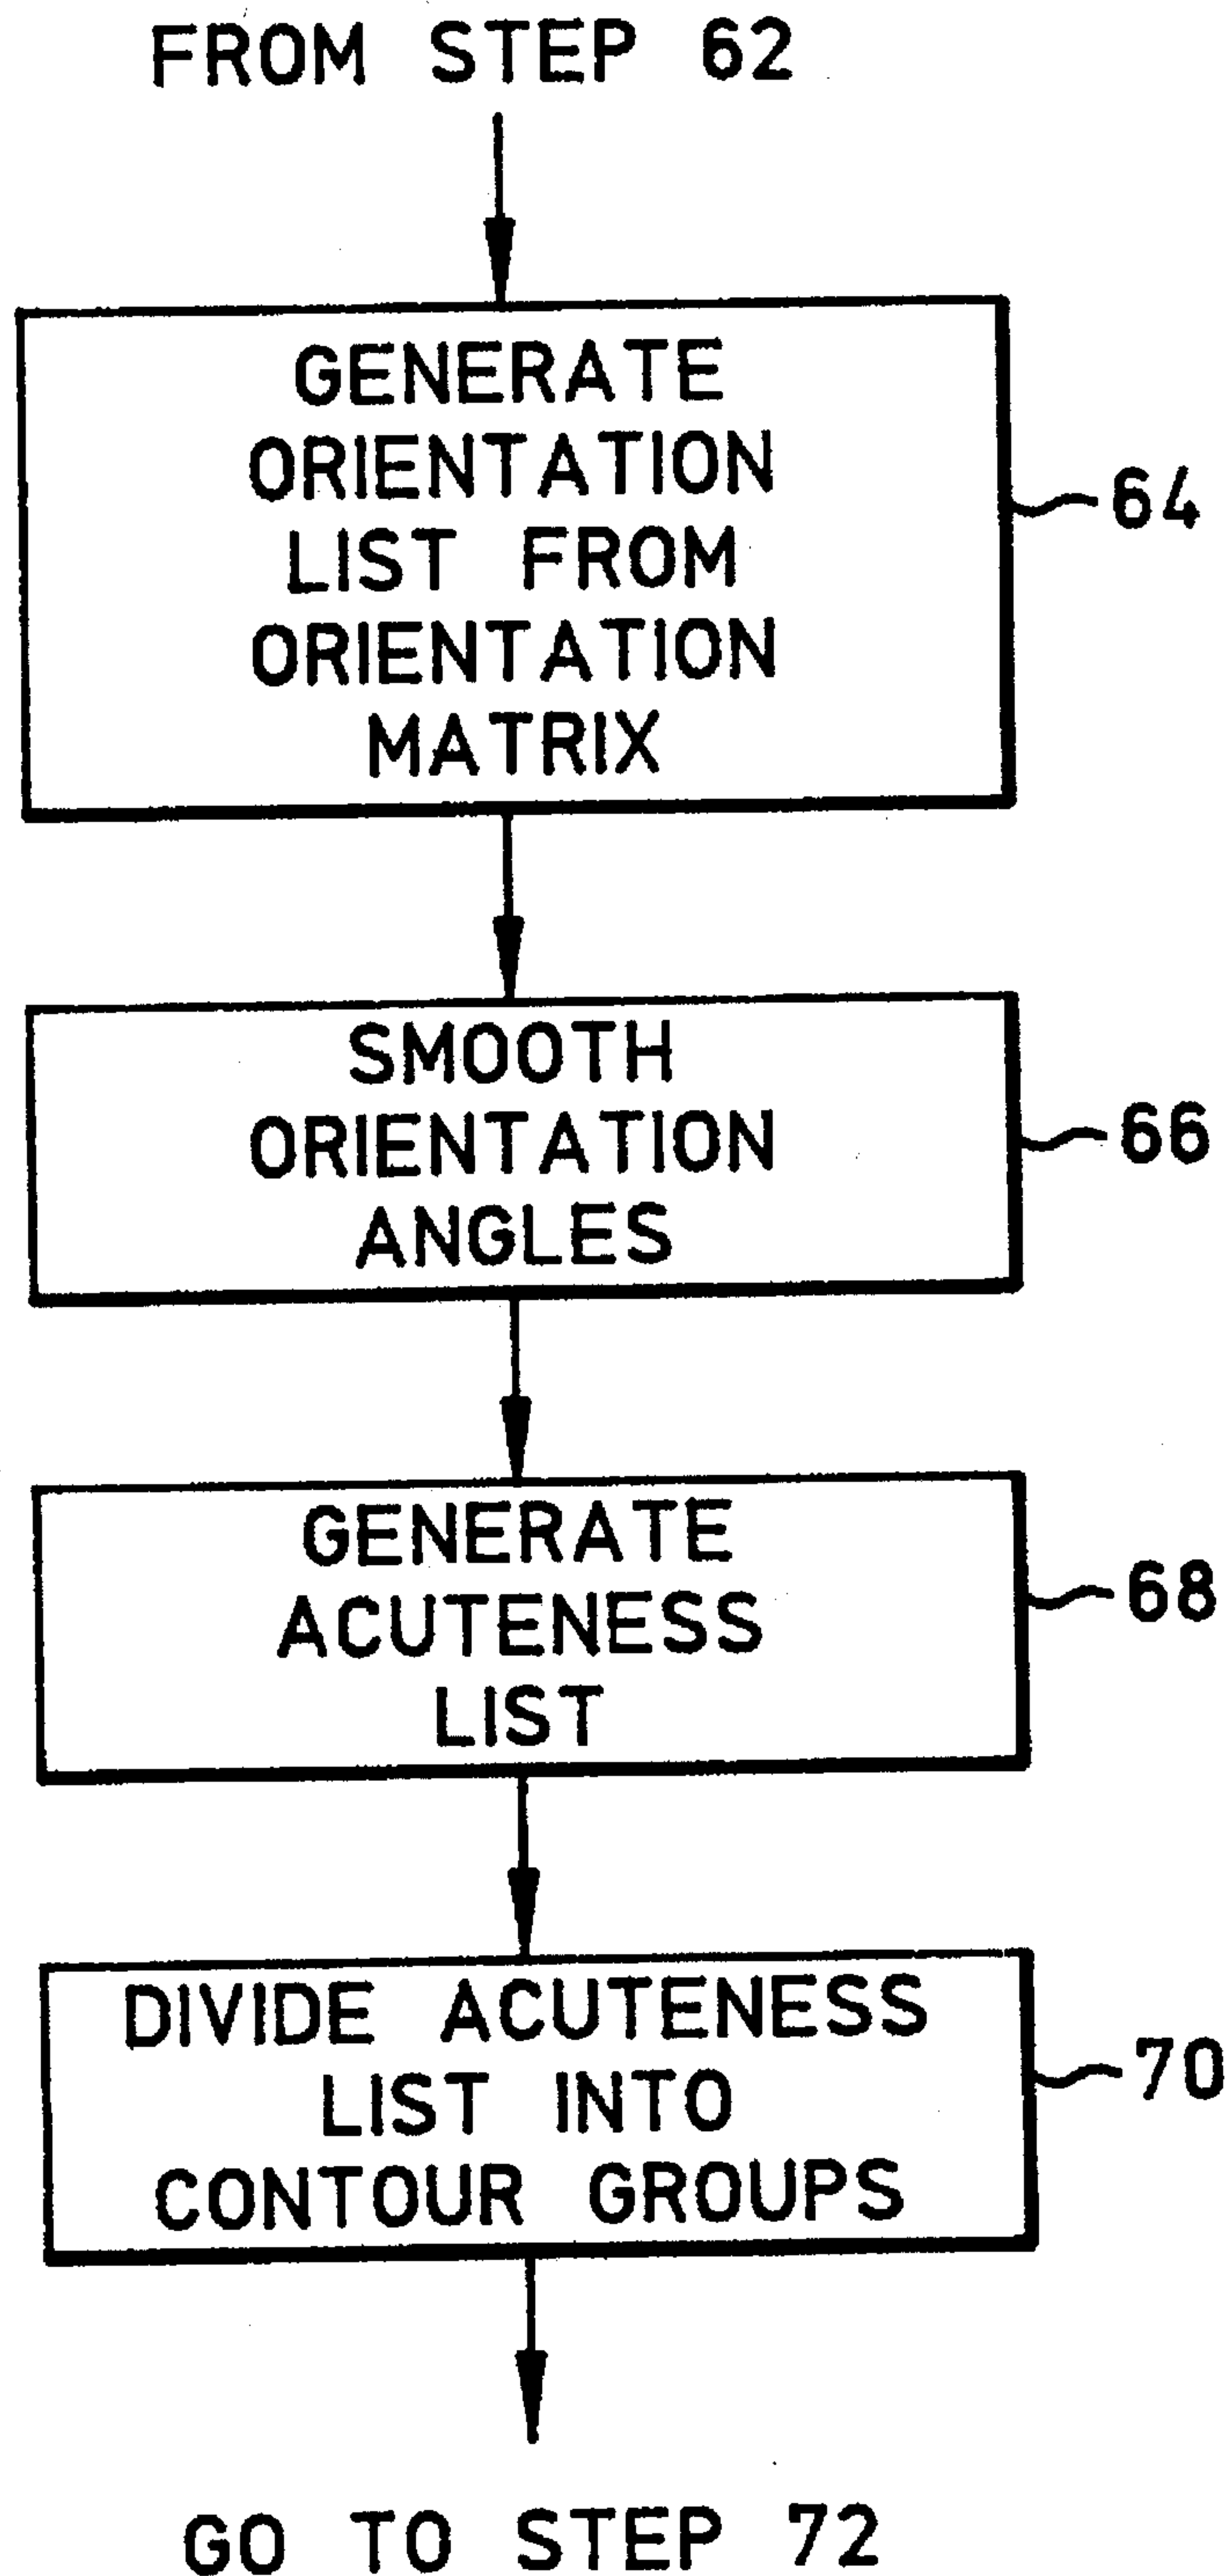 FROM STEP 62
GENERATE
ORIENTATION
LIST FROM
ORIENTATION
MATRIX
64
SMOOTH
ORIENTATION
ANGLES
66
GENERATE
ACUTENESS
LIST
68
DIVIDE ACUTENESS
LIST INTO
CONTOUR GROUPS
70
GO TO STEP 72